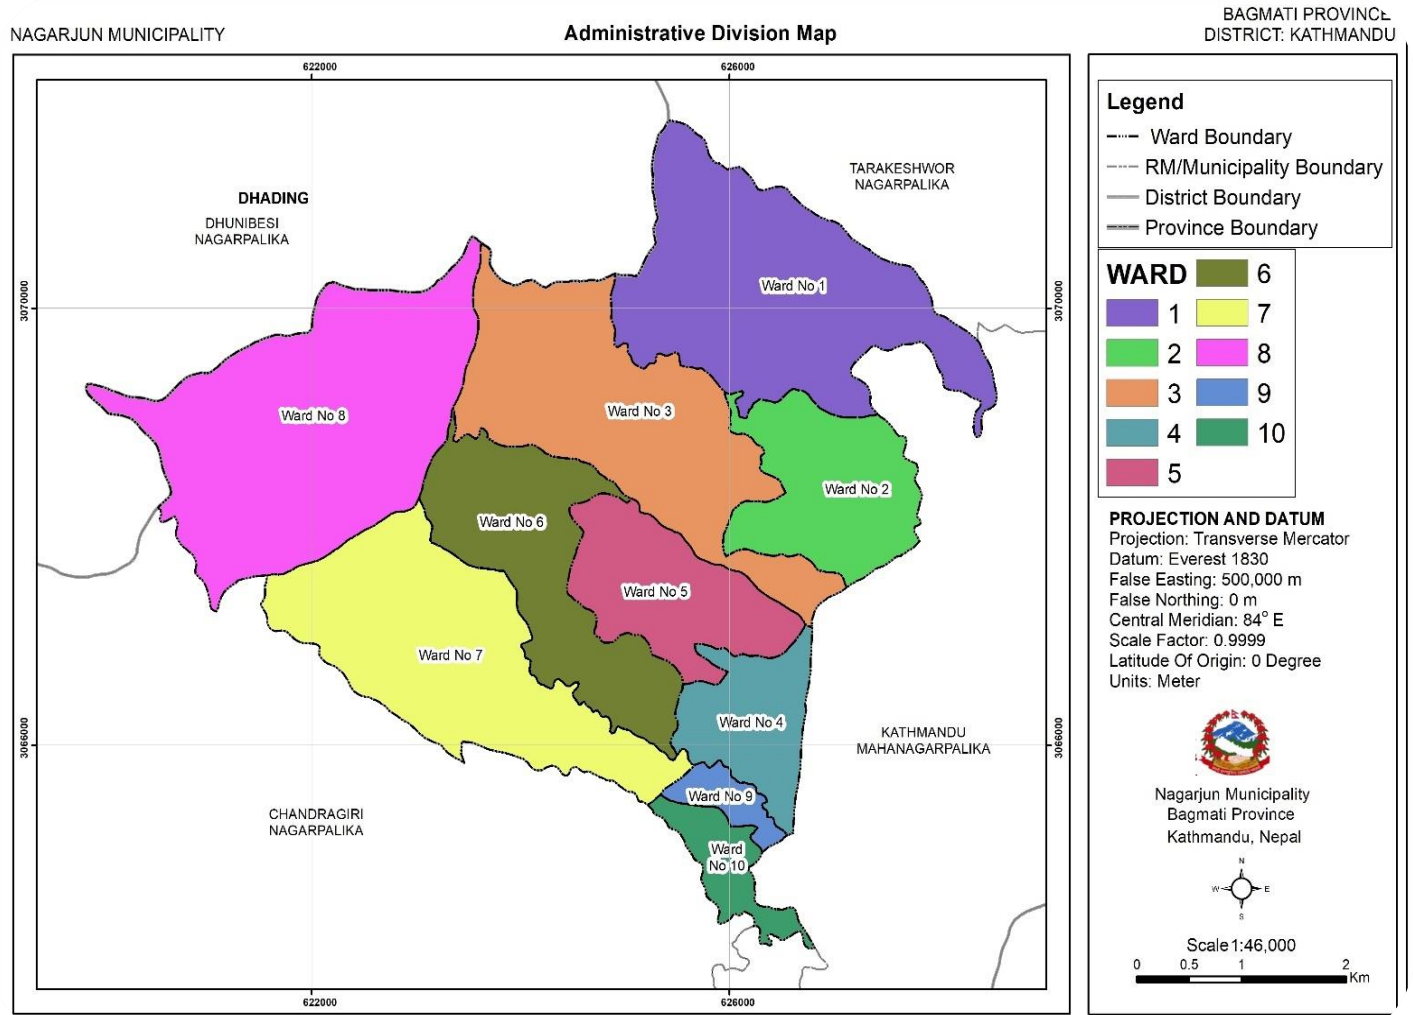 NAGARJUN MUNICIPALITY
Administrative Division Map
BAGMATI PROVINCE
DISTRICT: KATHMANDU
622000
626000
3070000
3070000
3066000
3066000
622000
626000
TARAKESHWOR
NAGARPALIKA
DHADING
DHUNIBESI
NAGARPALIKA
Ward No 1
Ward No 8
Ward No 3
Ward No 2
Ward No 6
Ward No 5
Ward No 7
Ward No 4
KATHMANDU
MAHANAGARPALIKA
Ward No 9
CHANDRAGIRI
NAGARPALIKA
Ward
No 10
Legend
Ward Boundary
RM/Municipality Boundary
District Boundary
Province Boundary
WARD
1
2
3
4
5
6
7
8
9
10
PROJECTION AND DATUM
Projection: Transverse Mercator
Datum: Everest 1830
False Easting: 500,000 m
False Northing: 0 m
Central Meridian: 84° E
Scale Factor: 0.9999
Latitude Of Origin: 0 Degree
Units: Meter
Nagarjun Municipality
Bagmati Province
Kathmandu, Nepal
N
W E
S
Scale 1:46,000
0 0.5 1 2
Km